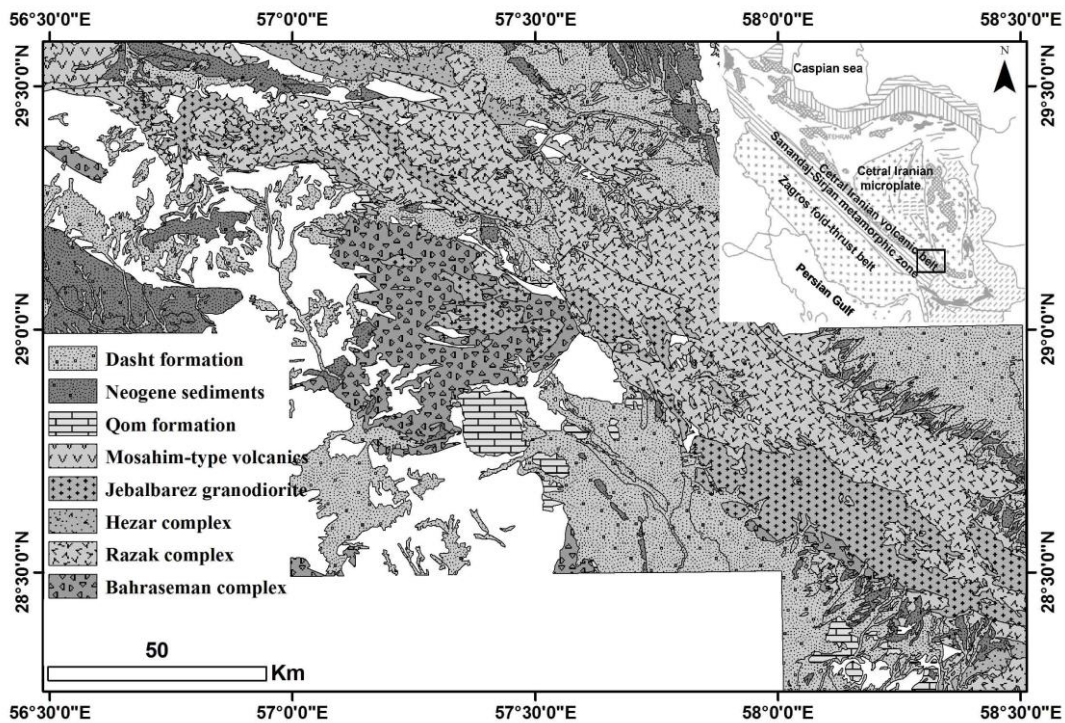 56°30'0"E 57°0'0"E 57°30'0"E 58°0'0"E 58°30'0"E
29°30'0"N
29°0'0"N
28°30'0"N
29°30'0"N
29°0'0"N
28°30'0"N
N
Caspian sea
TEHRAN
Sanandaj-Sirjan metamorphic zone
Cetral Iranian volcano belt
Cetral Iranian
microplate
Zagros fold-thrust belt
Persian Gulf
Dasht formation
Neogene sediments
Qom formation
Mosahim-type volcanics
Jebalbarez granodiorite
Hezar complex
Razak complex
Bahraseman complex
50
Km
56°30'0"E 57°0'0"E 57°30'0"E 58°0'0"E 58°30'0"E